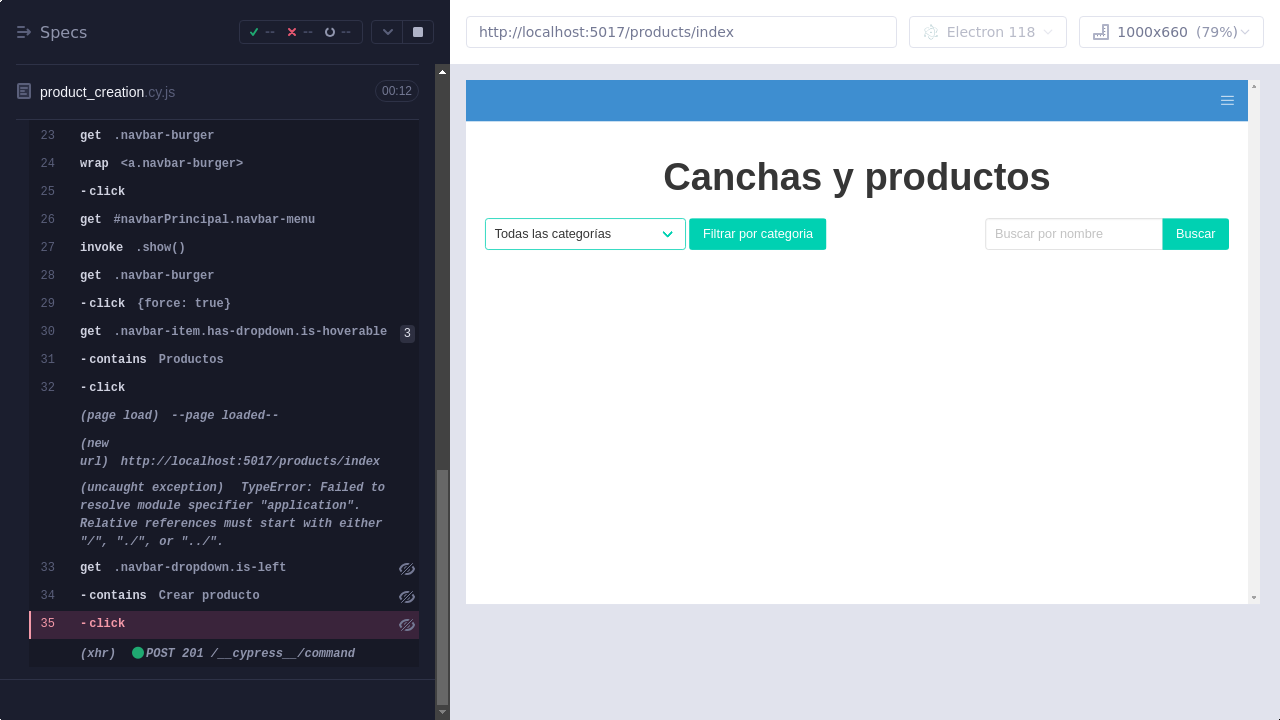 Specs
--
--
--
http://localhost:5017/products/index
Electron 118
1000x660 (79%)
product_creation.cy.js
00:12
23 get .navbar-burger
24 wrap <a.navbar-burger>
25 -click
26 get #navbarPrincipal.navbar-menu
27 invoke .show()
28 get .navbar-burger
29 -click {force: true}
30 get .navbar-item.has-dropdown.is-hoverable 3
31 -contains Productos
32 -click
(page load) --page loaded--
(new
url) http://localhost:5017/products/index
(uncaught exception) TypeError: Failed to
resolve module specifier "application".
Relative references must start with either
"/", "./", or "../".
33 get .navbar-dropdown.is-left
34 -contains Crear producto
35 -click
(xhr) POST 201 /__cypress__/command
Canchas y productos
Todas las categorías
Filtrar por categoria
Buscar por nombre
Buscar